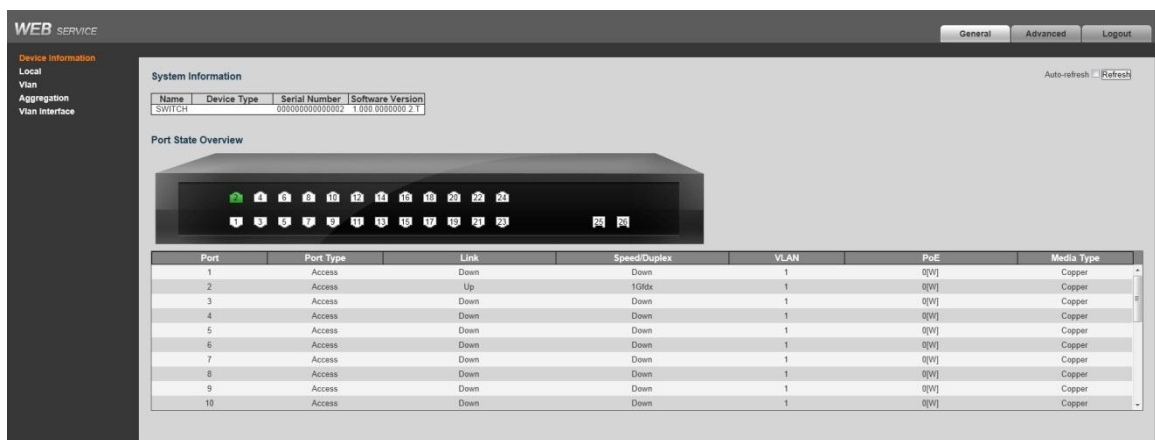 WEB SERVICE
General Advanced Logout
Device Information
Local
Vlan
Aggregation
Vlan Interface
System Information
Auto-refresh Refresh
Name Device Type Serial Number Software Version
SWITCH 000000000000002 1.000.0000000.2.T
Port State Overview
2 4 6 8 10 12 14 16 18 20 22 24
1 3 5 7 9 11 13 15 17 19 21 23 25 26
Port Port Type Link Speed/Duplex VLAN PoE Media Type
1 Access Down Down 1 0[W] Copper
2 Access Up 1Gfdx 1 0[W] Copper
3 Access Down Down 1 0[W] Copper
4 Access Down Down 1 0[W] Copper
5 Access Down Down 1 0[W] Copper
6 Access Down Down 1 0[W] Copper
7 Access Down Down 1 0[W] Copper
8 Access Down Down 1 0[W] Copper
9 Access Down Down 1 0[W] Copper
10 Access Down Down 1 0[W] Copper